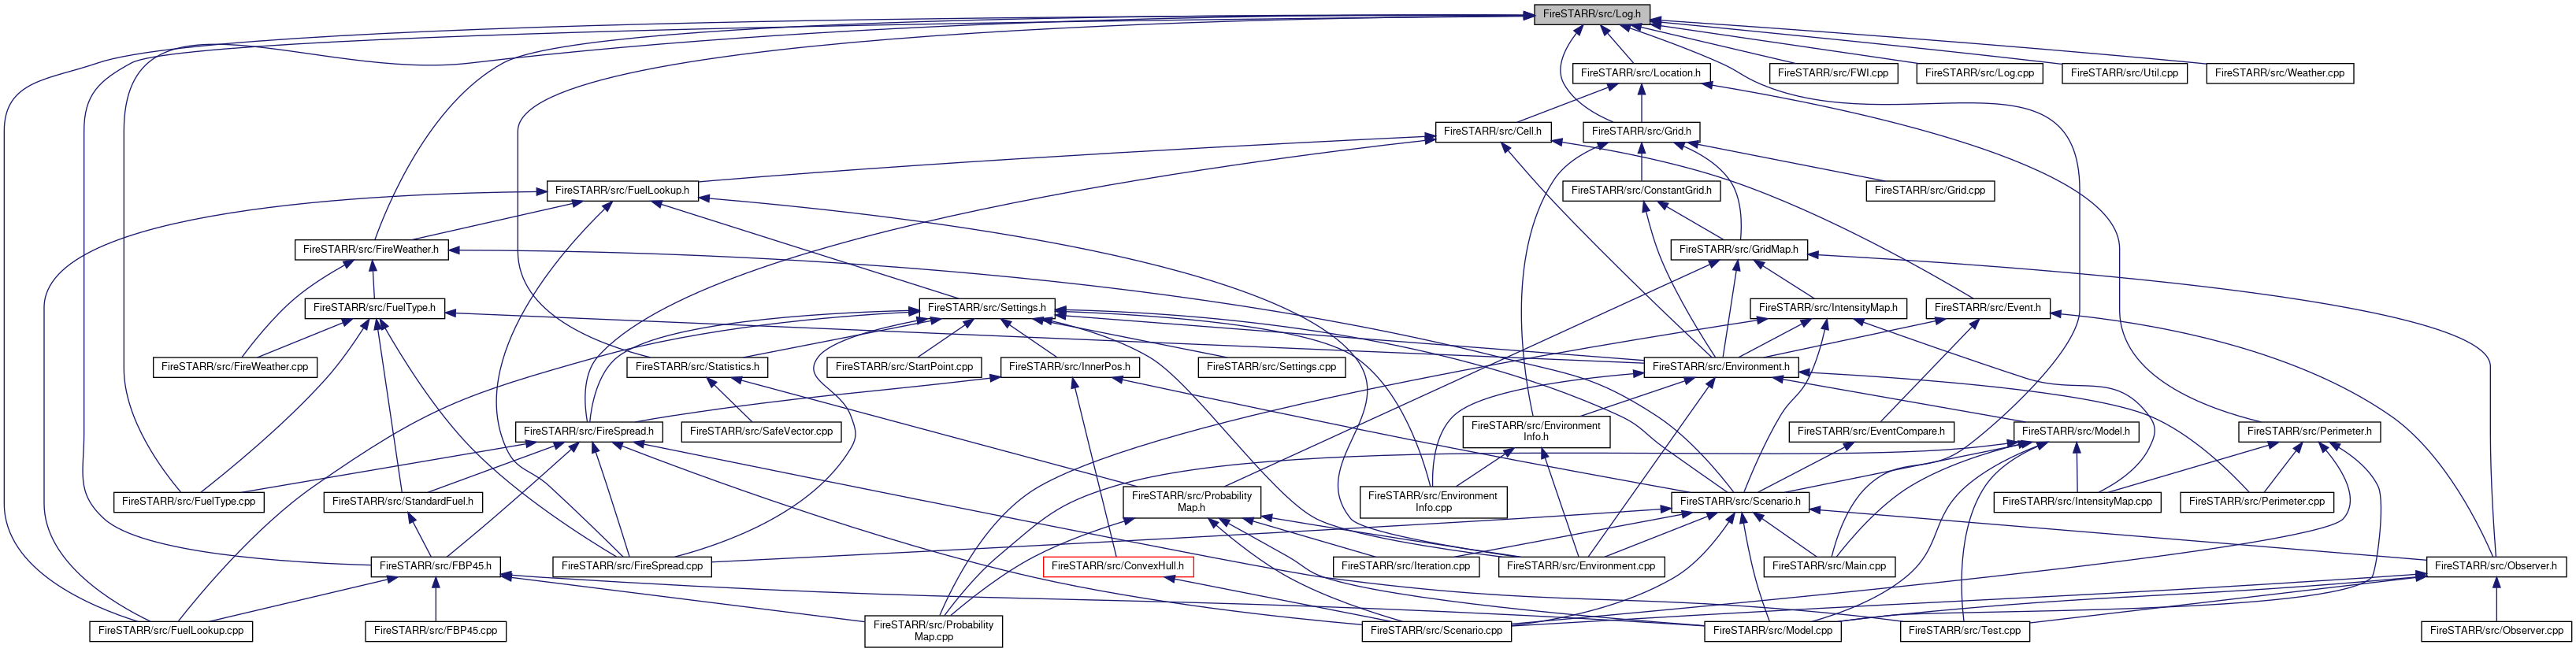 FireSTARR/src/Log.h
FireSTARR/src/Location.h
FireSTARR/src/FWI.cpp
FireSTARR/src/Log.cpp
FireSTARR/src/Util.cpp
FireSTARR/src/Weather.cpp
FireSTARR/src/Cell.h
FireSTARR/src/Grid.h
FireSTARR/src/FuelLookup.h
FireSTARR/src/ConstantGrid.h
FireSTARR/src/Grid.cpp
FireSTARR/src/FireWeather.h
FireSTARR/src/GridMap.h
FireSTARR/src/FuelType.h
FireSTARR/src/Settings.h
FireSTARR/src/IntensityMap.h
FireSTARR/src/Event.h
FireSTARR/src/FireWeather.cpp
FireSTARR/src/Statistics.h
FireSTARR/src/StartPoint.cpp
FireSTARR/src/InnerPos.h
FireSTARR/src/Settings.cpp
FireSTARR/src/Environment.h
FireSTARR/src/FireSpread.h
FireSTARR/src/SafeVector.cpp
FireSTARR/src/Environment
Info.h
FireSTARR/src/EventCompare.h
FireSTARR/src/Model.h
FireSTARR/src/Perimeter.h
FireSTARR/src/FuelType.cpp
FireSTARR/src/StandardFuel.h
FireSTARR/src/Probability
Map.h
FireSTARR/src/Environment
Info.cpp
FireSTARR/src/Scenario.h
FireSTARR/src/IntensityMap.cpp
FireSTARR/src/Perimeter.cpp
FireSTARR/src/FBP45.h
FireSTARR/src/FireSpread.cpp
FireSTARR/src/ConvexHull.h
FireSTARR/src/Iteration.cpp
FireSTARR/src/Environment.cpp
FireSTARR/src/Main.cpp
FireSTARR/src/Observer.h
FireSTARR/src/FuelLookup.cpp
FireSTARR/src/FBP45.cpp
FireSTARR/src/Probability
Map.cpp
FireSTARR/src/Scenario.cpp
FireSTARR/src/Model.cpp
FireSTARR/src/Test.cpp
FireSTARR/src/Observer.cpp